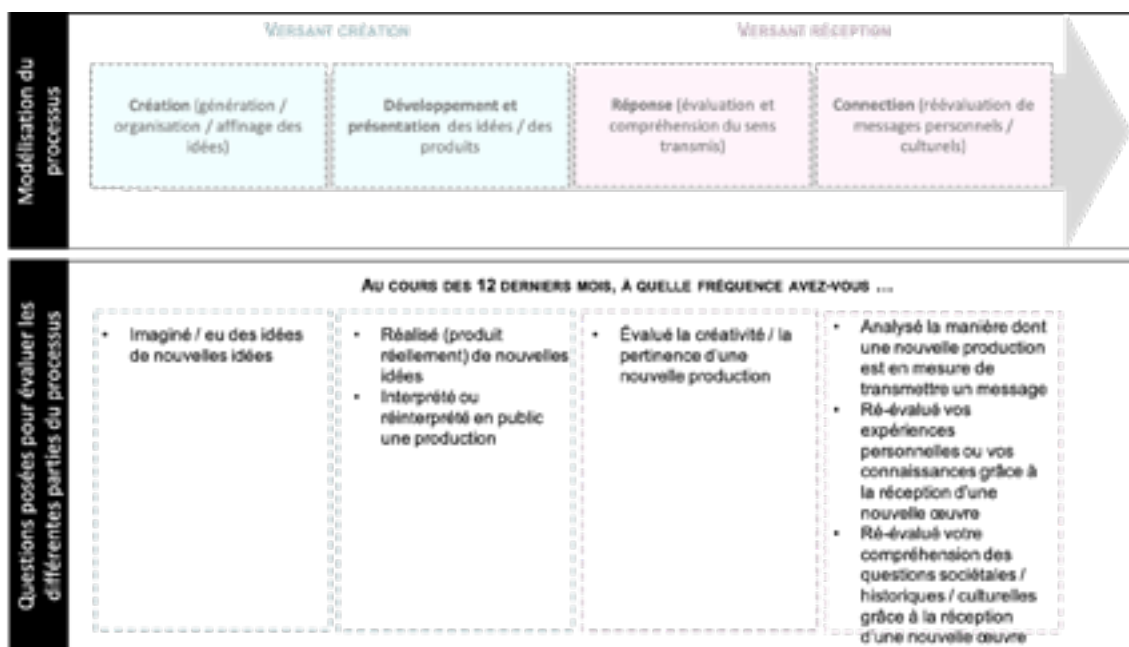 Modélisation du
processus
VERSANT CRÉATION
VERSANT RÉCEPTION
Création (génération /
organisation / affinage des
idées)
Développement et
présentation des idées / des
produits
Réponse (évaluation et
compréhension du sens
transmis)
Connection (réévaluation de
messages personnels /
culturels)
Questions posées pour évaluer les
différentes parties du processus
AU COURS DES 12 DERNIERS MOIS, À QUELLE FRÉQUENCE AVEZ-VOUS ...
• Imaginé / eu des idées
de nouvelles idées
• Réalisé (produit
réellement) de nouvelles
idées
• Interprété ou
réinterprété en public
une production
• Évalué la créativité / la
pertinence d'une
nouvelle production
• Analysé la manière dont
une nouvelle production
est en mesure de
transmettre un message
• Ré-évalué vos
expériences
personnelles ou vos
connaissances grâce à
la réception d'une
nouvelle œuvre
• Ré-évalué votre
compréhension des
questions sociétales /
historiques / culturelles
grâce à la réception
d'une nouvelle œuvre